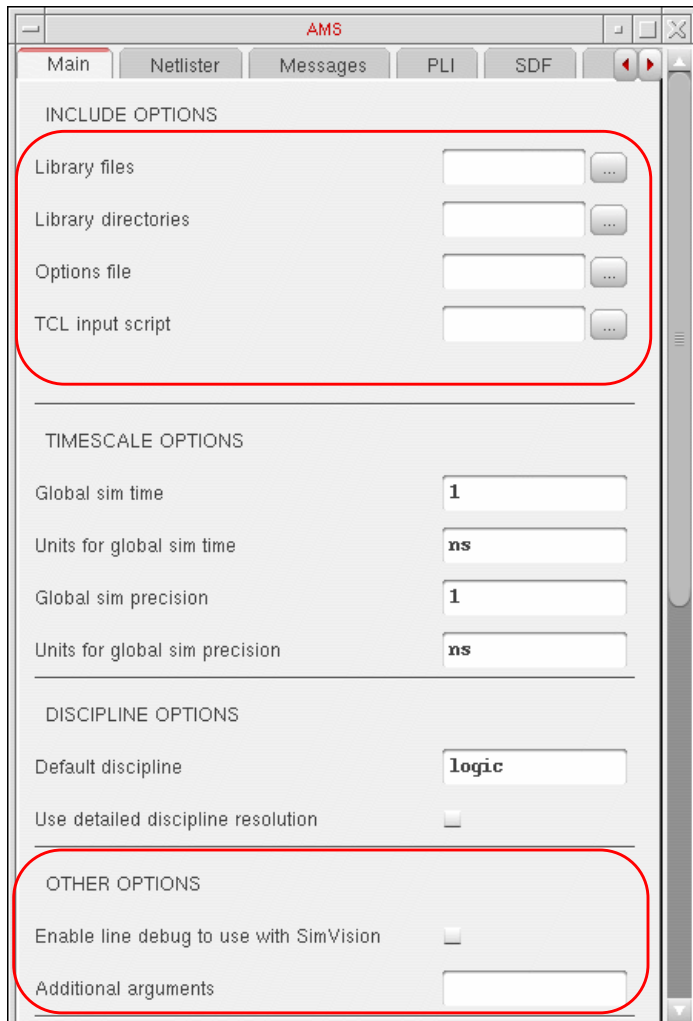 AMS
Main Netlister Messages PLI SDF
INCLUDE OPTIONS
Library files ...
Library directories ...
Options file ...
TCL input script ...
TIMESCALE OPTIONS
Global sim time 1
Units for global sim time ns
Global sim precision 1
Units for global sim precision ns
DISCIPLINE OPTIONS
Default discipline logic
Use detailed discipline resolution
OTHER OPTIONS
Enable line debug to use with SimVision
Additional arguments